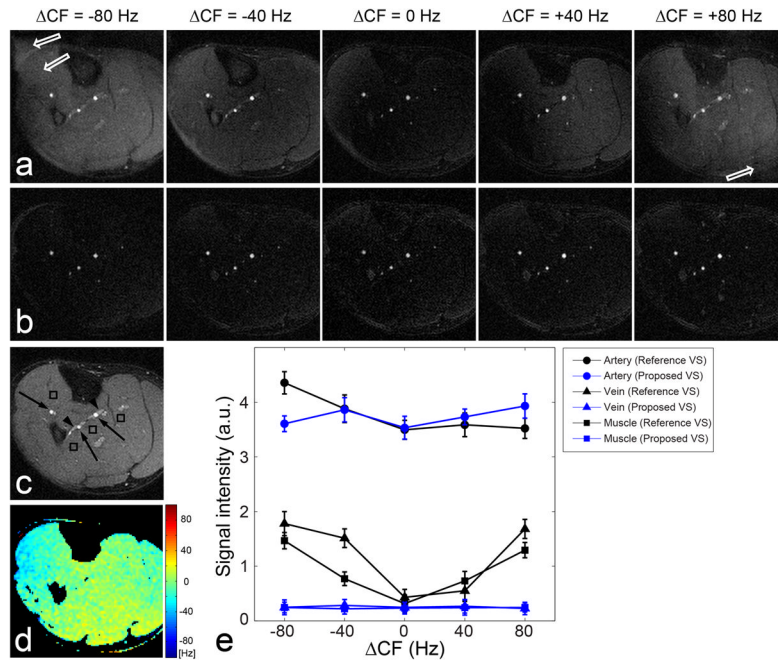 ΔCF = -80 Hz
ΔCF = -40 Hz
ΔCF = 0 Hz
ΔCF = +40 Hz
ΔCF = +80 Hz
a
b
c
d
80
40
0
-40
-80
[Hz]
e
Signal intensity (a.u.)
4
3
2
1
0
-80
-40
0
40
80
ΔCF (Hz)
Artery (Reference VS)
Artery (Proposed VS)
Vein (Reference VS)
Vein (Proposed VS)
Muscle (Reference VS)
Muscle (Proposed VS)